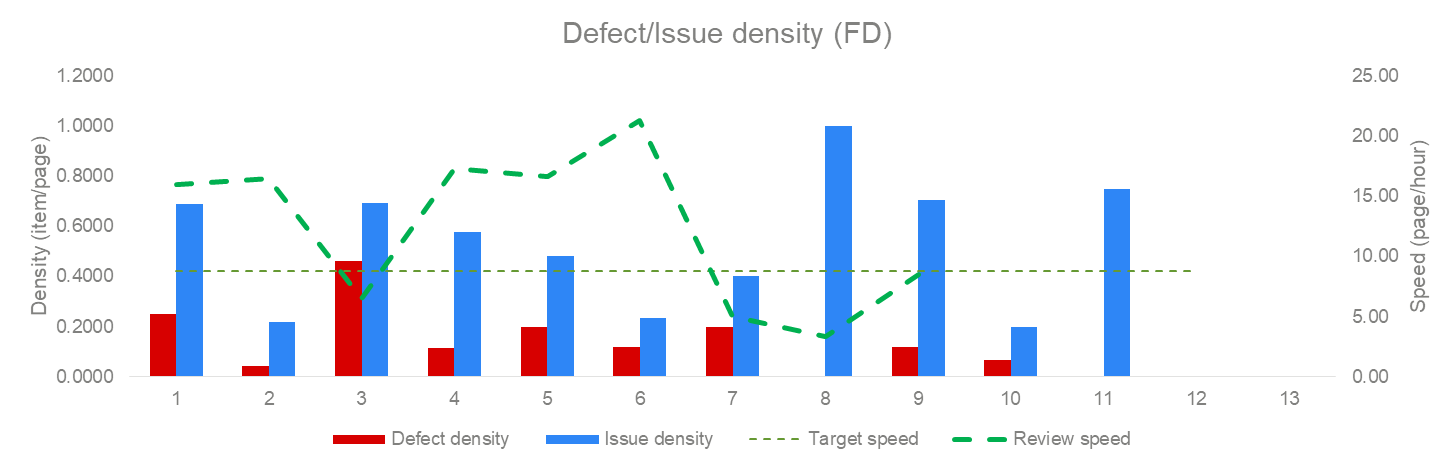 Defect/Issue density (FD)
1.2000
1.0000
0.8000
0.6000
0.4000
0.2000
0.0000
Density (item/page)
25.00
20.00
15.00
10.00
5.00
0.00
Speed (page/hour)
1 2 3 4 5 6 7 8 9 10 11 12 13
Defect density Issue density Target speed Review speed